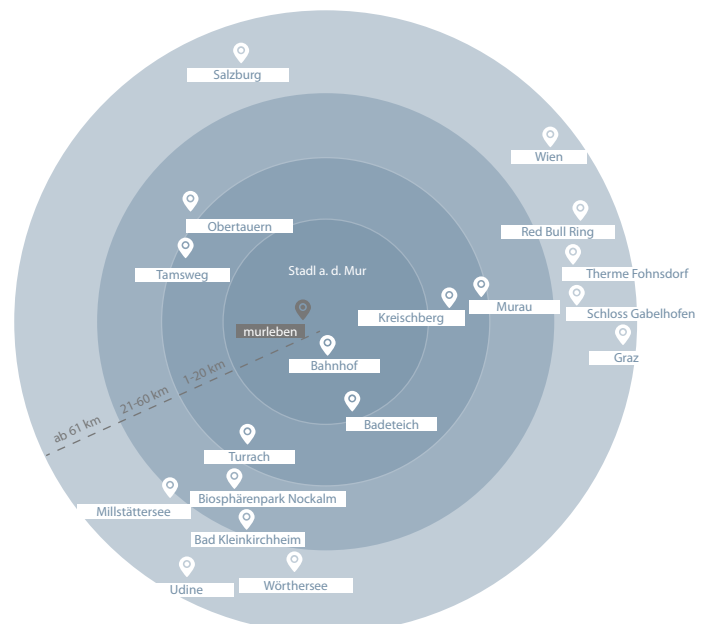 Salzburg
Wien
Obertauern
Red Bull Ring
Tamsweg
Stadl a. d. Mur
Therme Fohnsdorf
Murau
Schloss Gabelhofen
Kreischberg
murleben
Graz
Bahnhof
1-20 km
21-60 km
ab 61 km
Badeteich
Turrach
Biosphärenpark Nockalm
Millstättersee
Bad Kleinkirchheim
Udine
Wörthersee